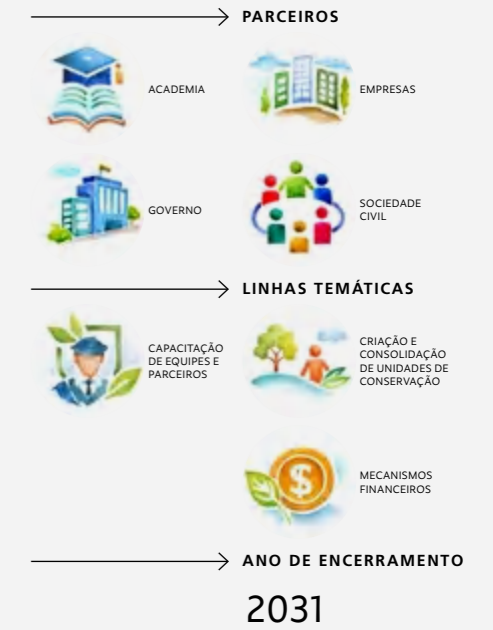 PARCEIROS
ACADEMIA
EMPRESAS
GOVERNO
SOCIEDADE
CIVIL
LINHAS TEMÁTICAS
CAPACITAÇÃO
DE EQUIPES E
PARCEIROS
CRIAÇÃO E
CONSOLIDAÇÃO
DE UNIDADES DE
CONSERVAÇÃO
$
MECANISMOS
FINANCEIROS
ANO DE ENCERRAMENTO
2031